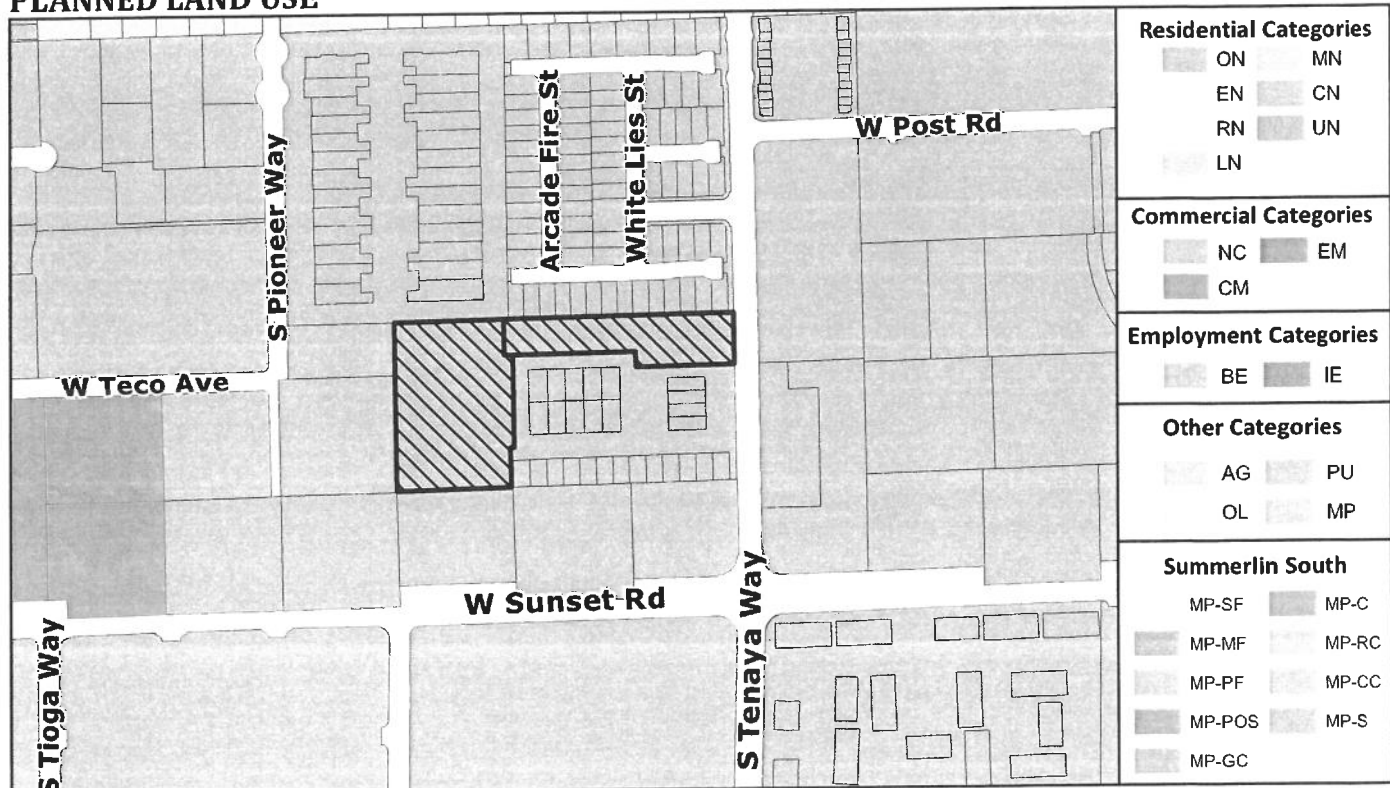 PLANNED LAND USE
S Pioneer Way
Arcade Fire St
White Lies St
W Post Rd
W Teco Ave
W Sunset Rd
S Tenaya Way
S Tioga Way
Residential Categories
ON MN
EN CN
RN UN
LN
Commercial Categories
NC EM
CM
Employment Categories
BE IE
Other Categories
AG PU
OL MP
Summerlin South
MP-SF MP-C
MP-MF MP-RC
MP-PF MP-CC
MP-POS MP-S
MP-GC